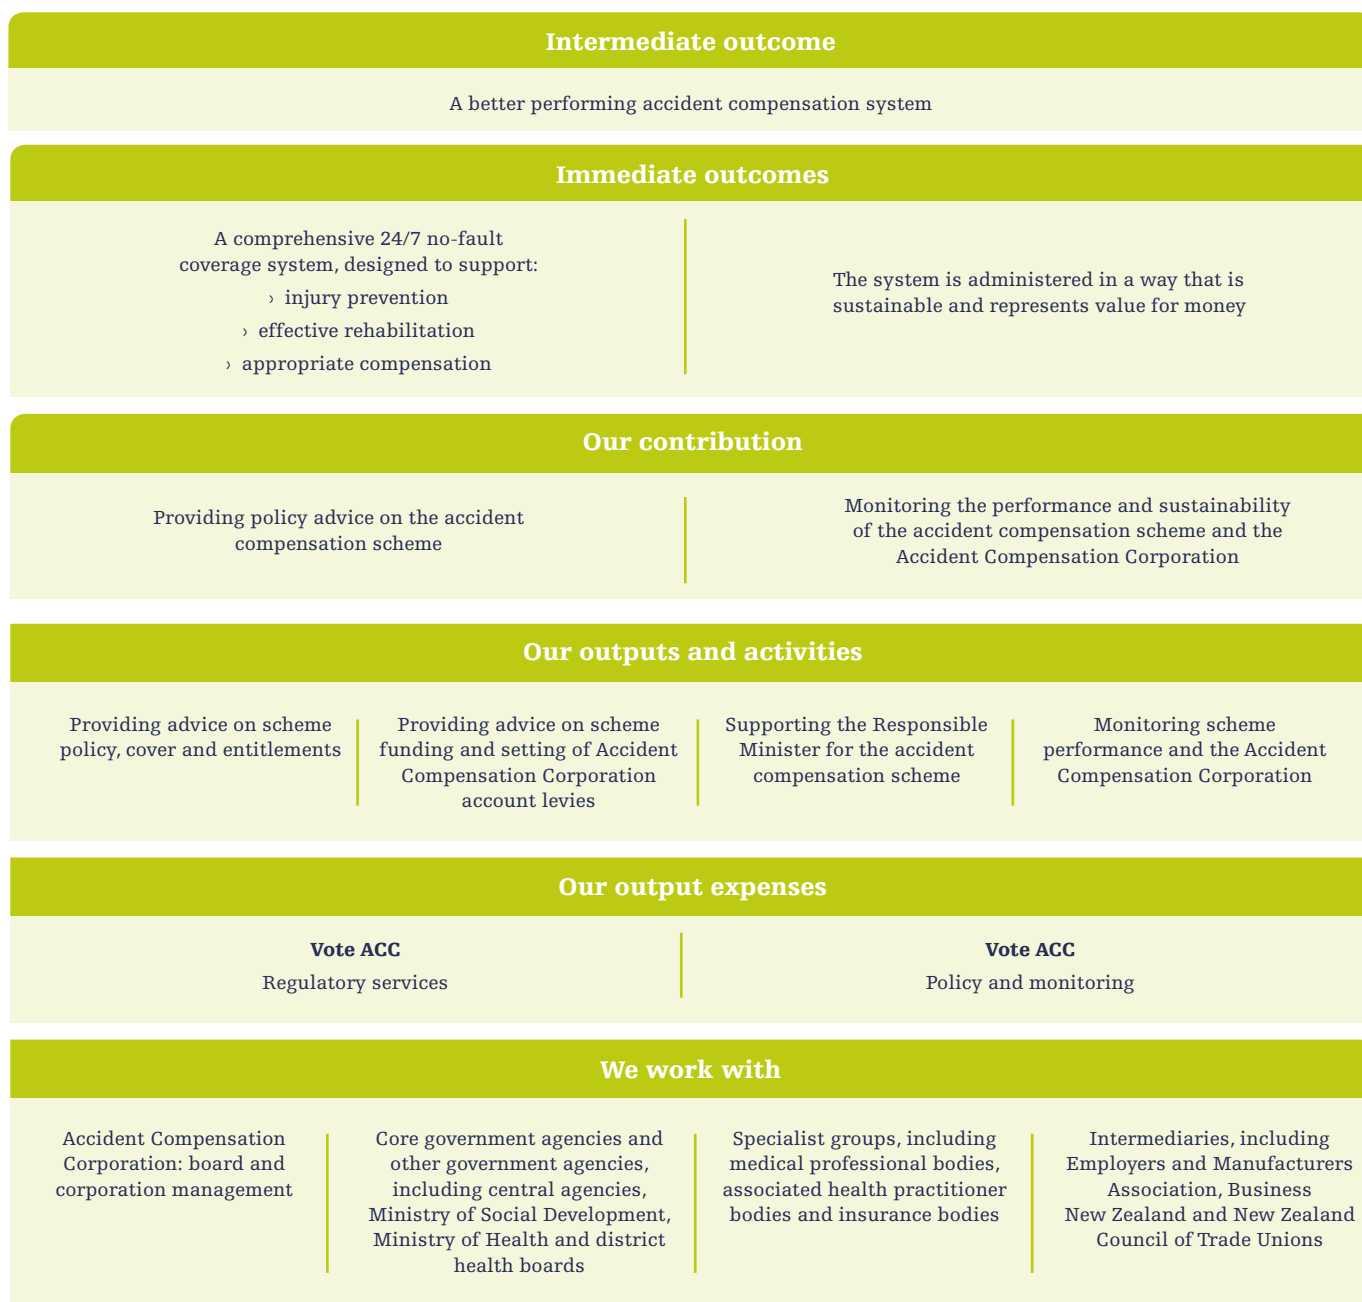 Intermediate outcome
A better performing accident compensation system
Immediate outcomes
A comprehensive 24/7 no-fault
coverage system, designed to support:
› injury prevention
› effective rehabilitation
› appropriate compensation
The system is administered in a way that is
sustainable and represents value for money
Our contribution
Providing policy advice on the accident
compensation scheme
Monitoring the performance and sustainability
of the accident compensation scheme and the
Accident Compensation Corporation
Our outputs and activities
Providing advice on scheme
policy, cover and entitlements
Providing advice on scheme
funding and setting of Accident
Compensation Corporation
account levies
Supporting the Responsible
Minister for the accident
compensation scheme
Monitoring scheme
performance and the Accident
Compensation Corporation
Our output expenses
Vote ACC
Regulatory services
Vote ACC
Policy and monitoring
We work with
Accident Compensation
Corporation: board and
corporation management
Core government agencies and
other government agencies,
including central agencies,
Ministry of Social Development,
Ministry of Health and district
health boards
Specialist groups, including
medical professional bodies,
associated health practitioner
bodies and insurance bodies
Intermediaries, including
Employers and Manufacturers
Association, Business
New Zealand and New Zealand
Council of Trade Unions